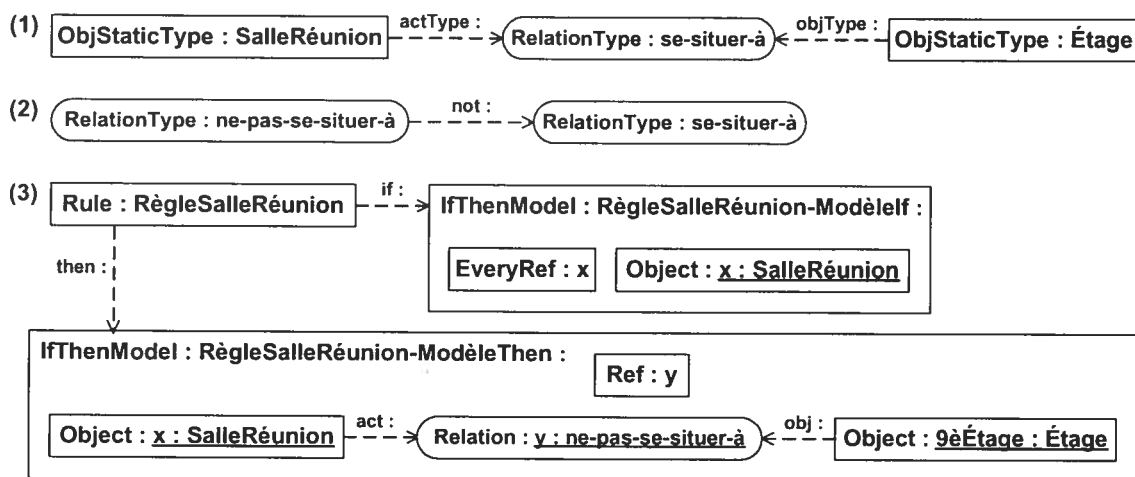 (1) ObjStaticType : SalleRéunion actType : RelationType : se-situer-à objType : ObjStaticType : Étage
(2) RelationType : ne-pas-se-situer-à not : RelationType : se-situer-à
(3) Rule : RègleSalleRéunion if : IfThenModel : RègleSalleRéunion-ModèleIf :
EveryRef : x Object : x : SalleRéunion
then :
IfThenModel : RègleSalleRéunion-ModèleThen :
Ref : y
Object : x : SalleRéunion act : Relation : y : ne-pas-se-situer-à obj : Object : 9èÉtage : Étage